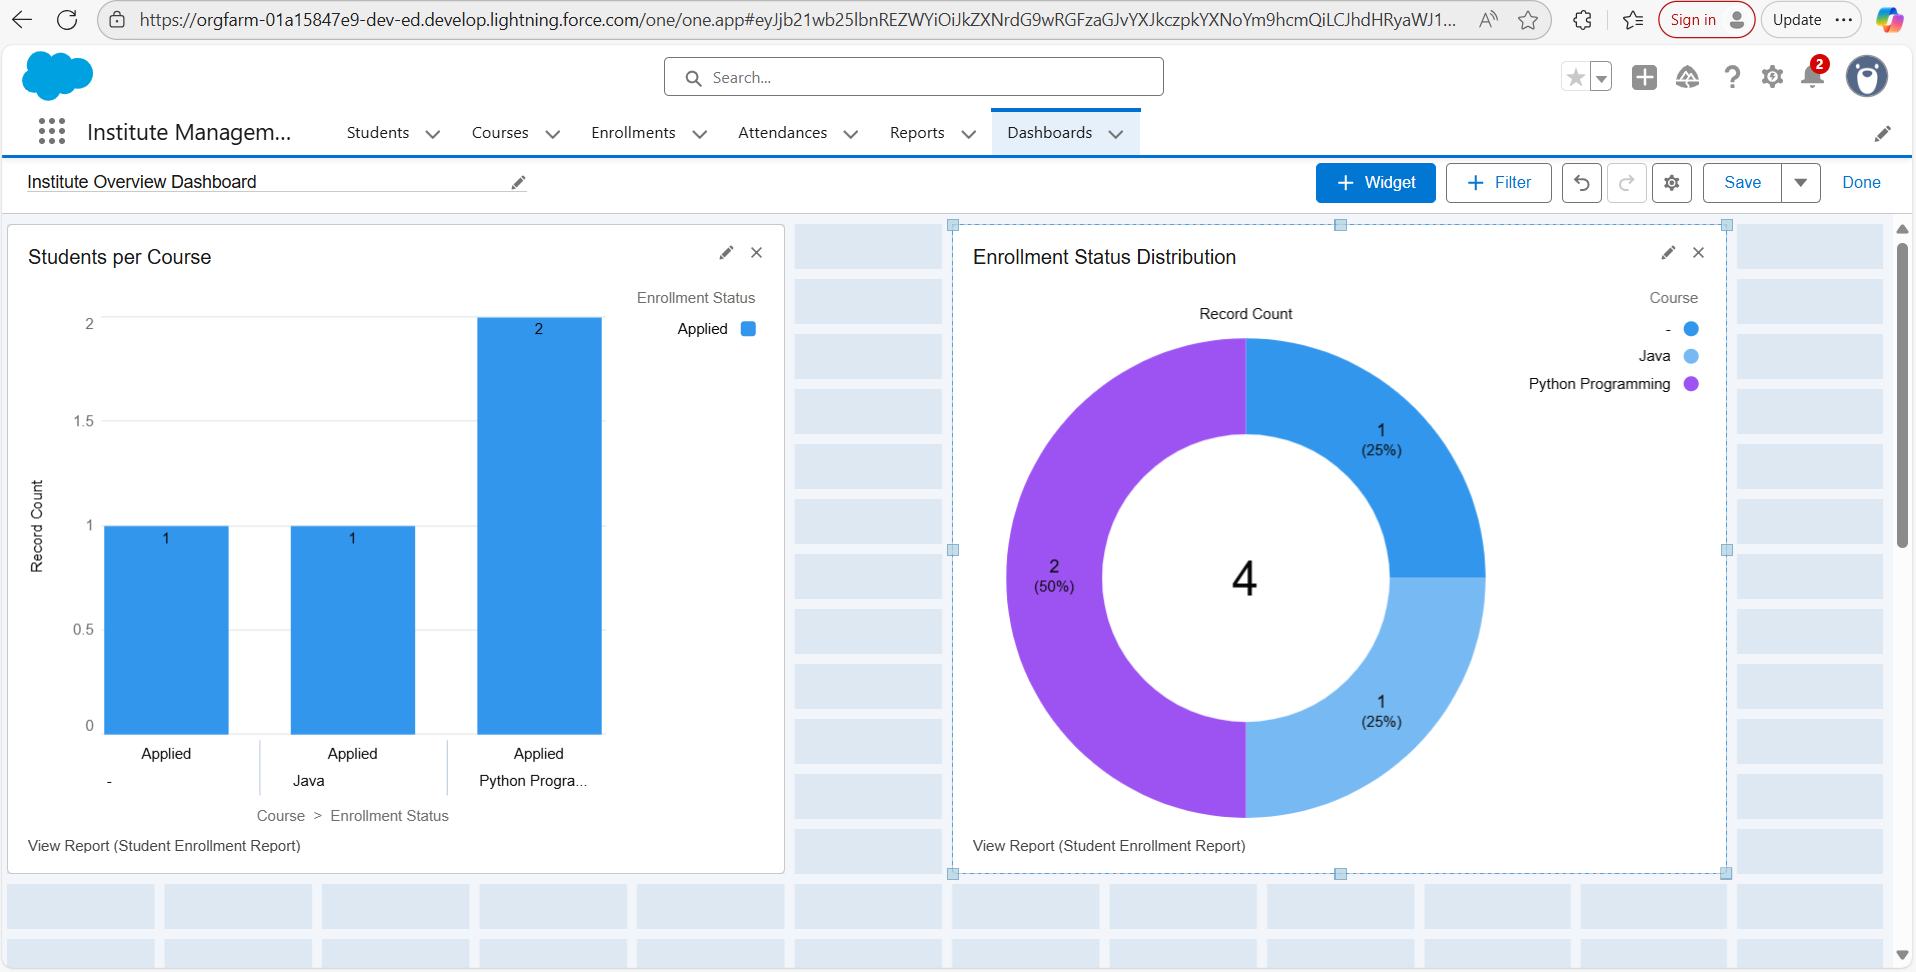 https://orgfarm-01a15847e9-dev-ed.develop.lightning.force.com/one/one.app#eyJjb21wb25lbnREZWYiOiJkZXNrdG9wRGFzaGJvYXJkczpkYXNoYm9hcmQiLCJhdHRyaWJ1...
Sign in
Update
Search...
2
Institute Managem...
Students
Courses
Enrollments
Attendances
Reports
Dashboards
Institute Overview Dashboard
+ Widget
+ Filter
Save
Done
Students per Course
Enrollment Status
Applied
Record Count
2
1.5
1
0.5
0
1
1
2
Applied
Applied
Applied
-
Java
Python Progra...
Course > Enrollment Status
View Report (Student Enrollment Report)
Enrollment Status Distribution
Record Count
Course
-
Java
Python Programming
1
(25%)
2
(50%)
4
1
(25%)
View Report (Student Enrollment Report)